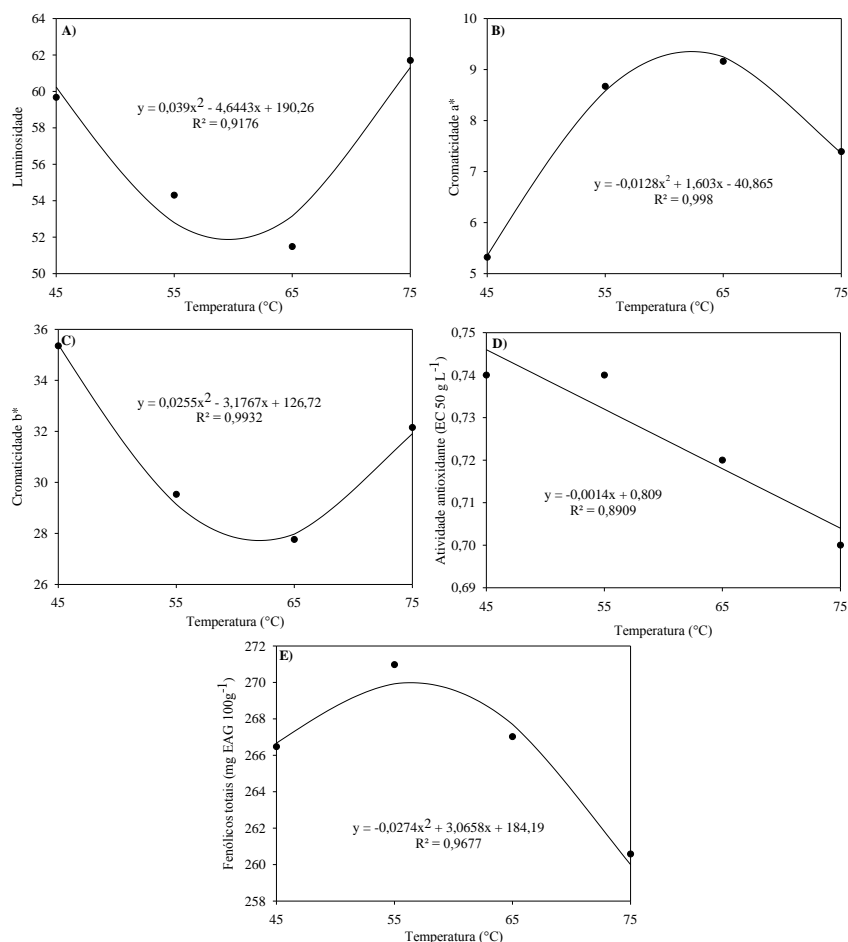 A)
Luminosidade
64
62
60
58
56
54
52
50
y = 0,039x² - 4,6443x + 190,26
R² = 0,9176
45 55 65 75
Temperatura (°C)
B)
Cromaticidade a*
10
9
8
7
6
5
y = -0,0128x² + 1,603x - 40,865
R² = 0,998
45 55 65 75
Temperatura (°C)
C)
Cromaticidade b*
36
34
32
30
28
26
y = 0,0255x² - 3,1767x + 126,72
R² = 0,9932
45 55 65 75
Temperatura (°C)
D)
Atividade antioxidante (EC 50 g L⁻¹)
0,75
0,74
0,73
0,72
0,71
0,70
0,69
y = -0,0014x + 0,809
R² = 0,8909
45 55 65 75
Temperatura (°C)
E)
Fenólicos totais (mg EAG 100g⁻¹)
272
270
268
266
264
262
260
258
y = -0,0274x² + 3,0658x + 184,19
R² = 0,9677
45 55 65 75
Temperatura (°C)